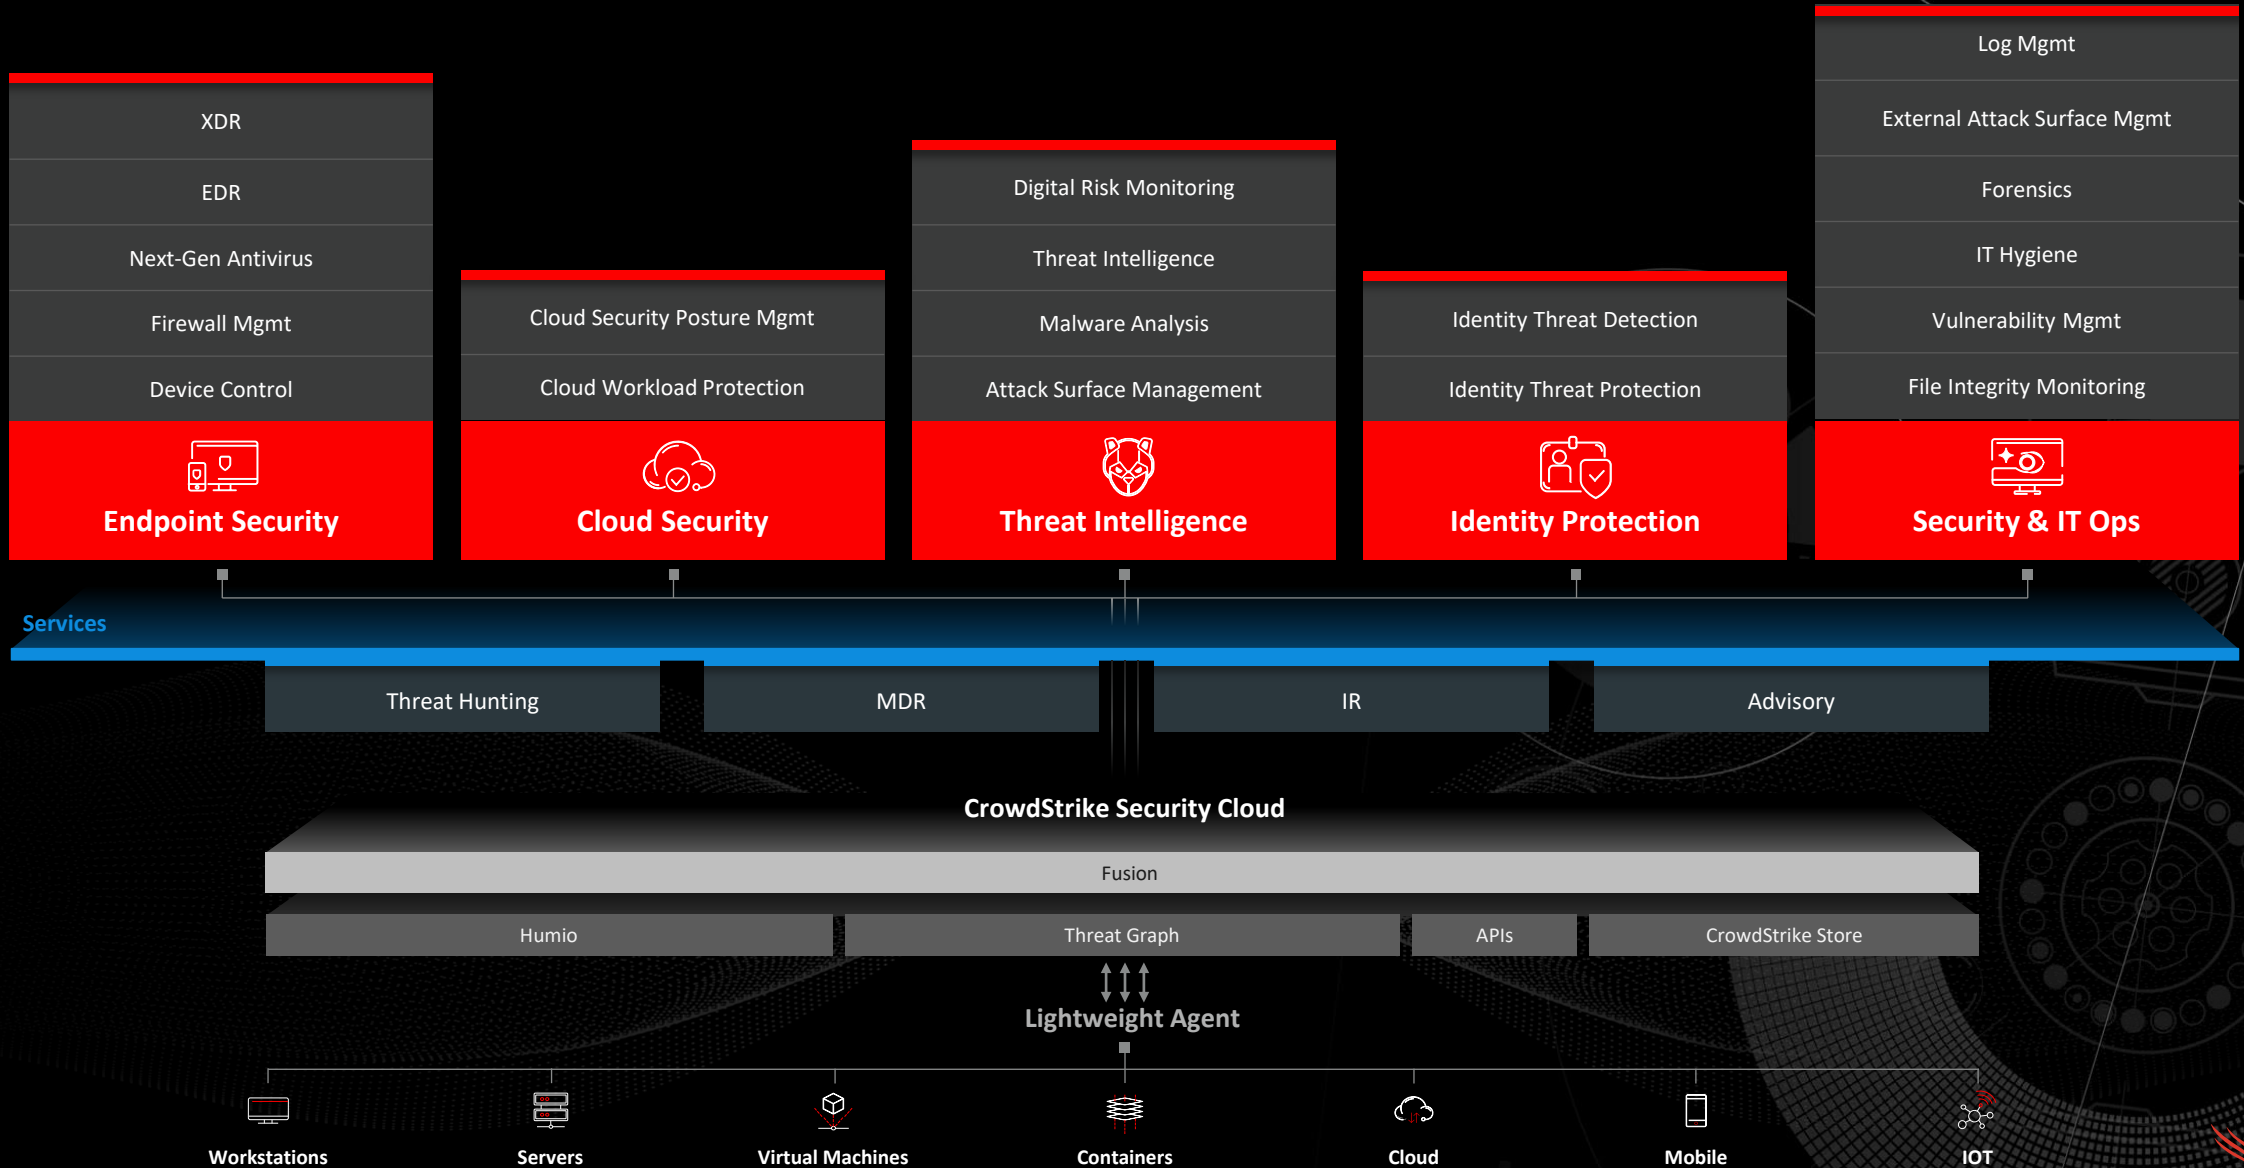 XDR
EDR
Next-Gen Antivirus
Firewall Mgmt
Device Control
Endpoint Security
Cloud Security Posture Mgmt
Cloud Workload Protection
Cloud Security
Digital Risk Monitoring
Threat Intelligence
Malware Analysis
Attack Surface Management
Threat Intelligence
Identity Threat Detection
Identity Threat Protection
Identity Protection
Log Mgmt
External Attack Surface Mgmt
Forensics
IT Hygiene
Vulnerability Mgmt
File Integrity Monitoring
Security & IT Ops
Services
Threat Hunting
MDR
IR
Advisory
CrowdStrike Security Cloud
Fusion
Humio
Threat Graph
APIs
CrowdStrike Store
Lightweight Agent
Workstations
Servers
Virtual Machines
Containers
Cloud
Mobile
IOT